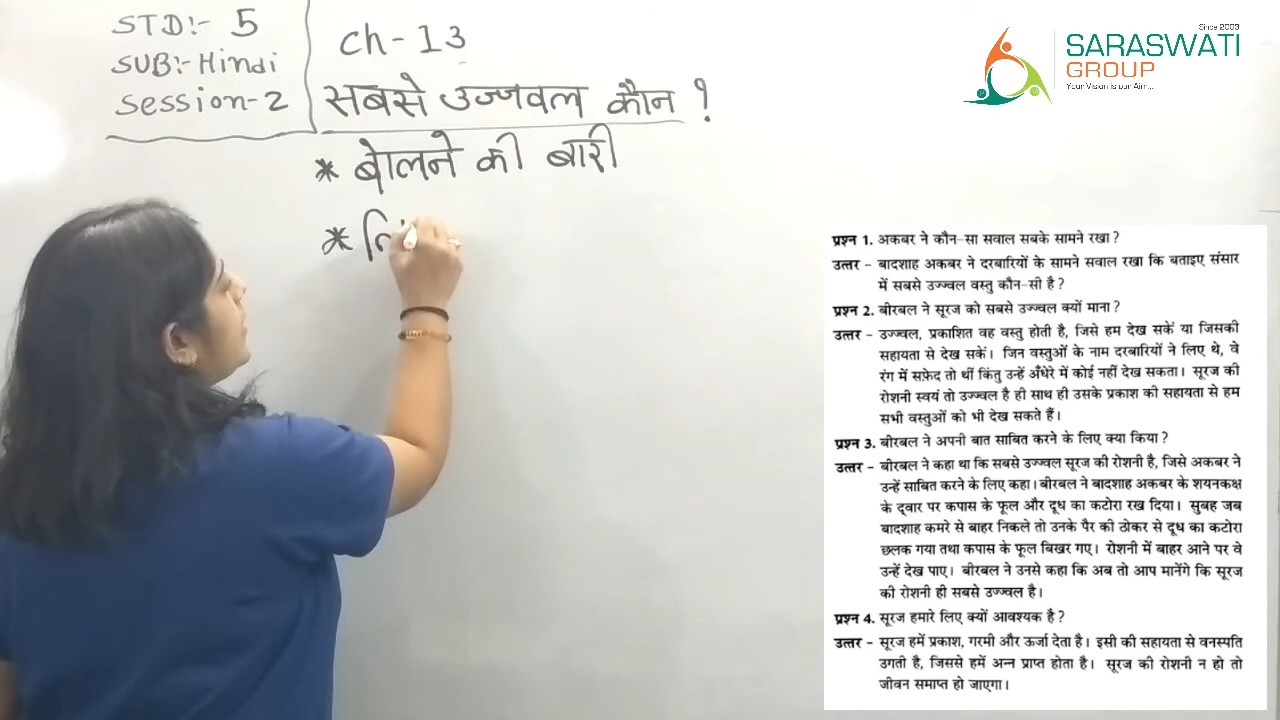 STD:- 5
SUB:- Hindi
Session-2
Ch-13
सबसे उज्जवल कौन ?
* बोलने की बारी
*
Since 2003
SARASWATI
GROUP
Your Vision is our Aim...
प्रश्न 1. अकबर ने कौन-सा सवाल सबके सामने रखा ?
उत्तर - बादशाह अकबर ने दरबारियों के सामने सवाल रखा कि बताइए संसार
में सबसे उज्ज्वल वस्तु कौन-सी है ?
प्रश्न 2. बीरबल ने सूरज को सबसे उज्ज्वल क्यों माना ?
उत्तर - उज्ज्वल, प्रकाशित वह वस्तु होती है, जिसे हम देख सकें या जिसकी
सहायता से देख सकें। जिन वस्तुओं के नाम दरबारियों ने लिए थे, वे
रंग में सफ़ेद तो थीं किंतु उन्हें अँधेरे में कोई नहीं देख सकता। सूरज की
रोशनी स्वयं तो उज्ज्वल है ही साथ ही उसके प्रकाश की सहायता से हम
सभी वस्तुओं को भी देख सकते हैं।
प्रश्न 3. बीरबल ने अपनी बात साबित करने के लिए क्या किया ?
उत्तर - बीरबल ने कहा था कि सबसे उज्ज्वल सूरज की रोशनी है, जिसे अकबर ने
उन्हें साबित करने के लिए कहा। बीरबल ने बादशाह अकबर के शयनकक्ष
के द्वार पर कपास के फूल और दूध का कटोरा रख दिया। सुबह जब
बादशाह कमरे से बाहर निकले तो उनके पैर की ठोकर से दूध का कटोरा
छलक गया तथा कपास के फूल बिखर गए। रोशनी में बाहर आने पर वे
उन्हें देख पाए। बीरबल ने उनसे कहा कि अब तो आप मानेंगे कि सूरज
की रोशनी ही सबसे उज्ज्वल है।
प्रश्न 4. सूरज हमारे लिए क्यों आवश्यक है ?
उत्तर - सूरज हमें प्रकाश, गरमी और ऊर्जा देता है। इसी की सहायता से वनस्पति
उगती है, जिससे हमें अन्न प्राप्त होता है। सूरज की रोशनी न हो तो
जीवन समाप्त हो जाएगा।